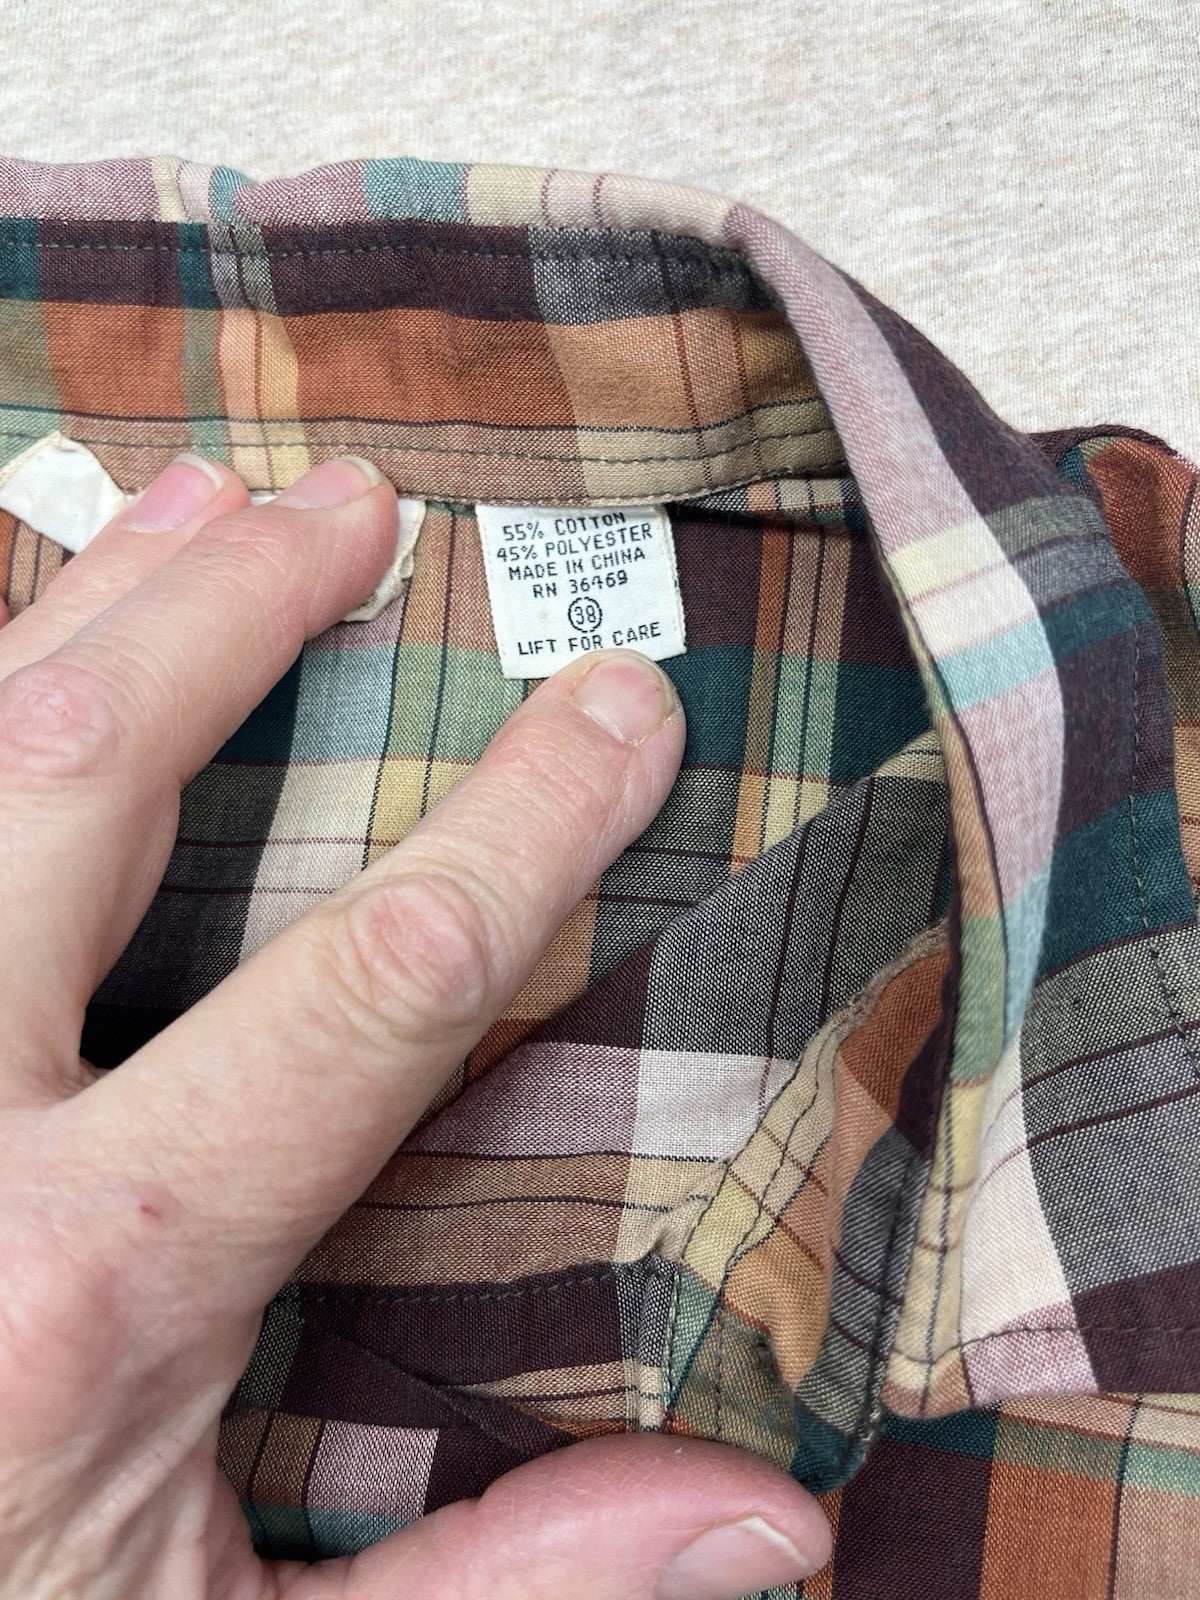 55% COTTON
45% POLYESTER
MADE IN CHINA
RN 36469
38
LIFT FOR CARE